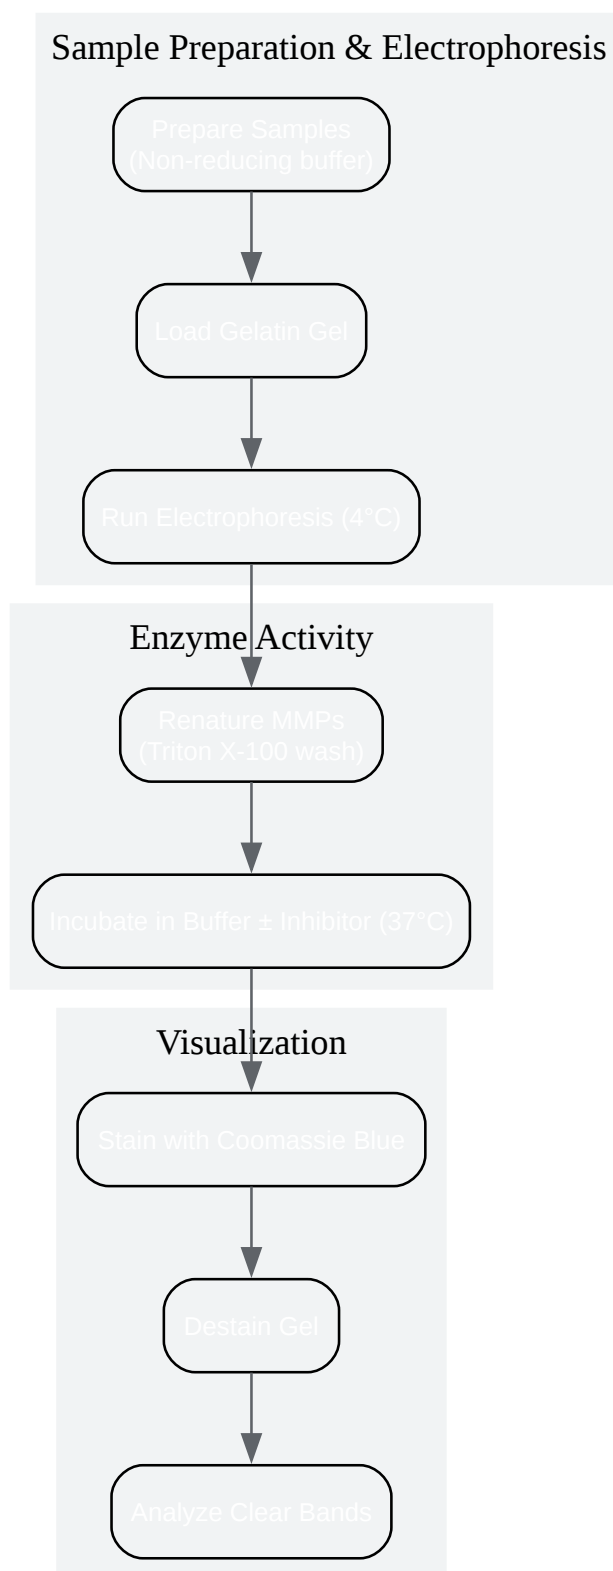 Sample Preparation & Electrophoresis
Prepare Samples
(Non-reducing buffer)
Load Gelatin Gel
Run Electrophoresis (4°C)
Enzyme Activity
Renature MMPs
(Triton X-100 wash)
Incubate in Buffer ± Inhibitor (37°C)
Visualization
Stain with Coomassie Blue
Destain Gel
Analyze Clear Bands